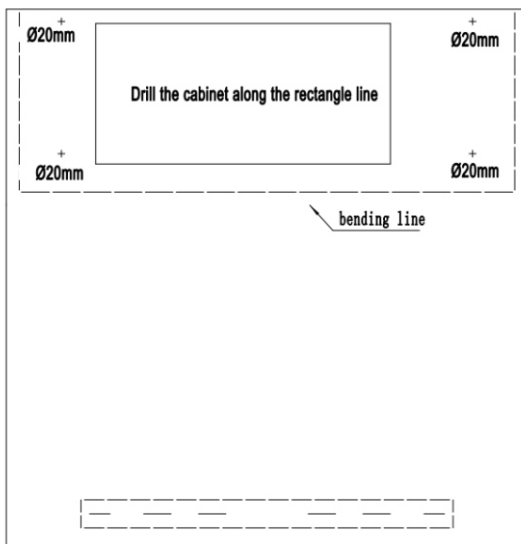 Ø20mm
Ø20mm
Drill the cabinet along the rectangle line
Ø20mm
Ø20mm
bending line